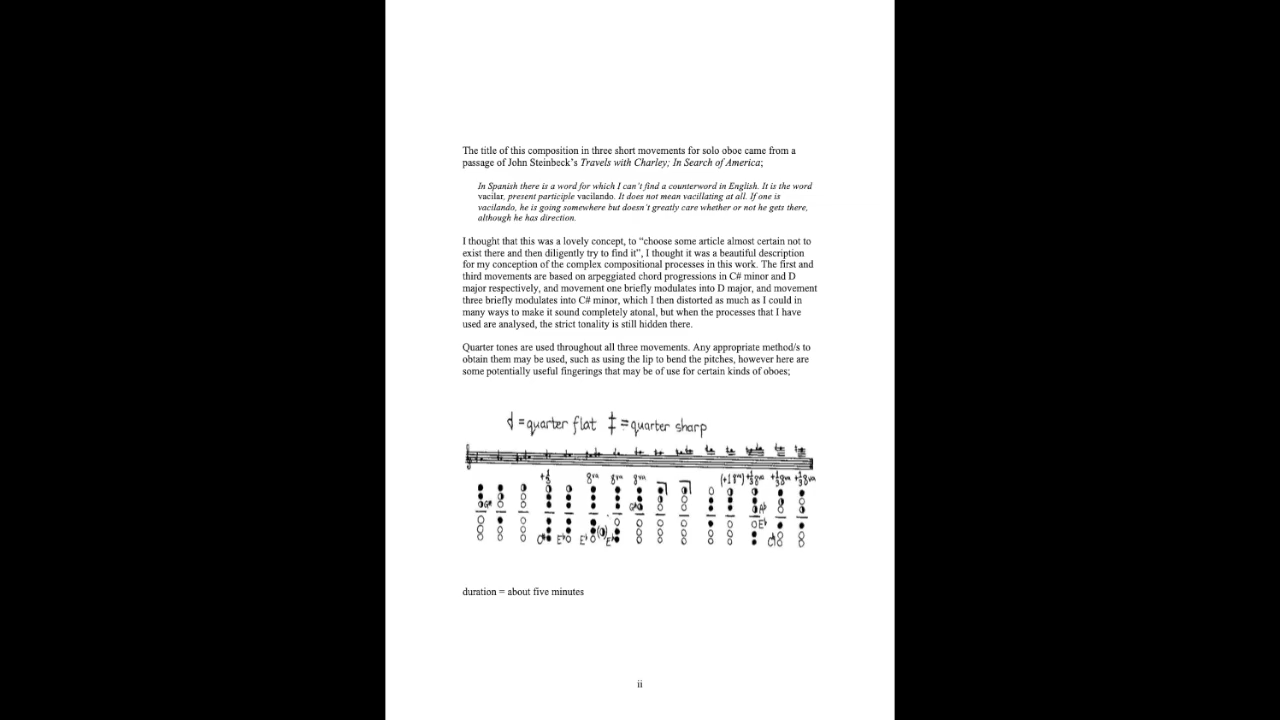 The title of this composition in three short movements for solo oboe came from a
passage of John Steinbeck's Travels with Charley; In Search of America;
In Spanish there is a word for which I can't find a counterword in English. It is the word
vacilar, present participle vacilando. It does not mean vacillating at all. If one is
vacilando, he is going somewhere but doesn't greatly care whether or not he gets there,
although he has direction.
I thought that this was a lovely concept, to “choose some article almost certain not to
exist there and then diligently try to find it”, I thought it was a beautiful description
for my conception of the complex compositional processes in this work. The first and
third movements are based on arpeggiated chord progressions in C# minor and D
major respectively, and movement one briefly modulates into D major, and movement
three briefly modulates into C# minor, which I then distorted as much as I could in
many ways to make it sound completely atonal, but when the processes that I have
used are analysed, the strict tonality is still hidden there.
Quarter tones are used throughout all three movements. Any appropriate method/s to
obtain them may be used, such as using the lip to bend the pitches, however here are
some potentially useful fingerings that may be of use for certain kinds of oboes;
=quarter flat =quarter sharp
8va 8va 8va
duration = about five minutes
ii